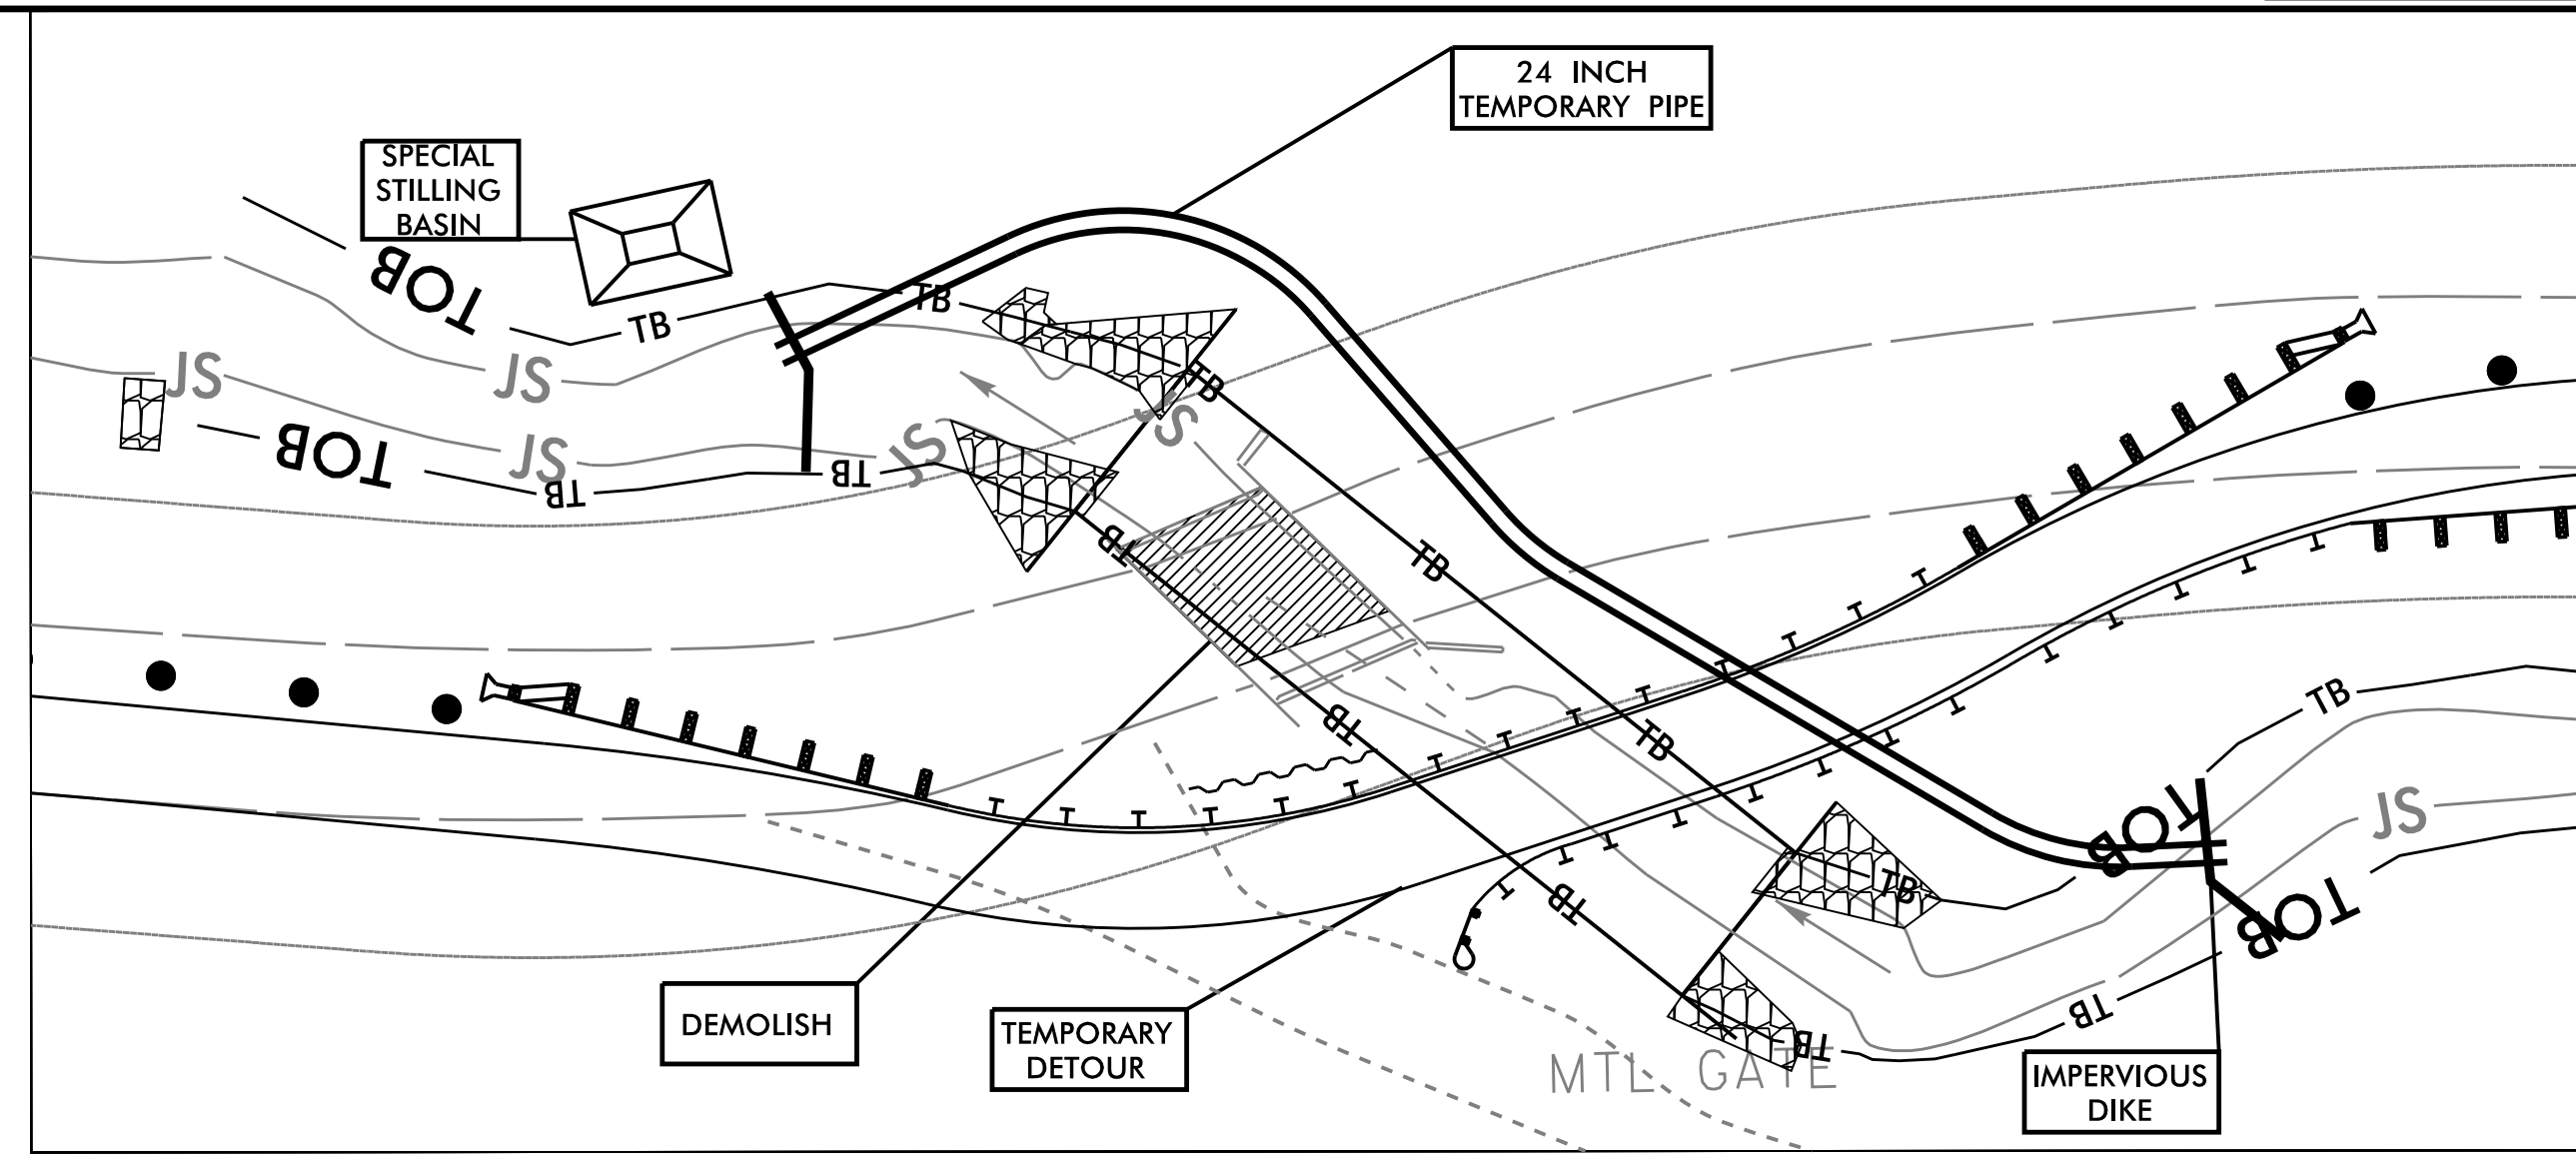 24 INCH
TEMPORARY PIPE
SPECIAL
STILLING
BASIN
TOB
TB
TB
JS
JS
TB
JS
TOB
JS
JS
TB
TB
TB
TB
TB
TB
TB
JS
TOB
TB
TB
TOB
DEMOLISH
TEMPORARY
DETOUR
TB
TB
MTL GATE
IMPERVIOUS
DIKE